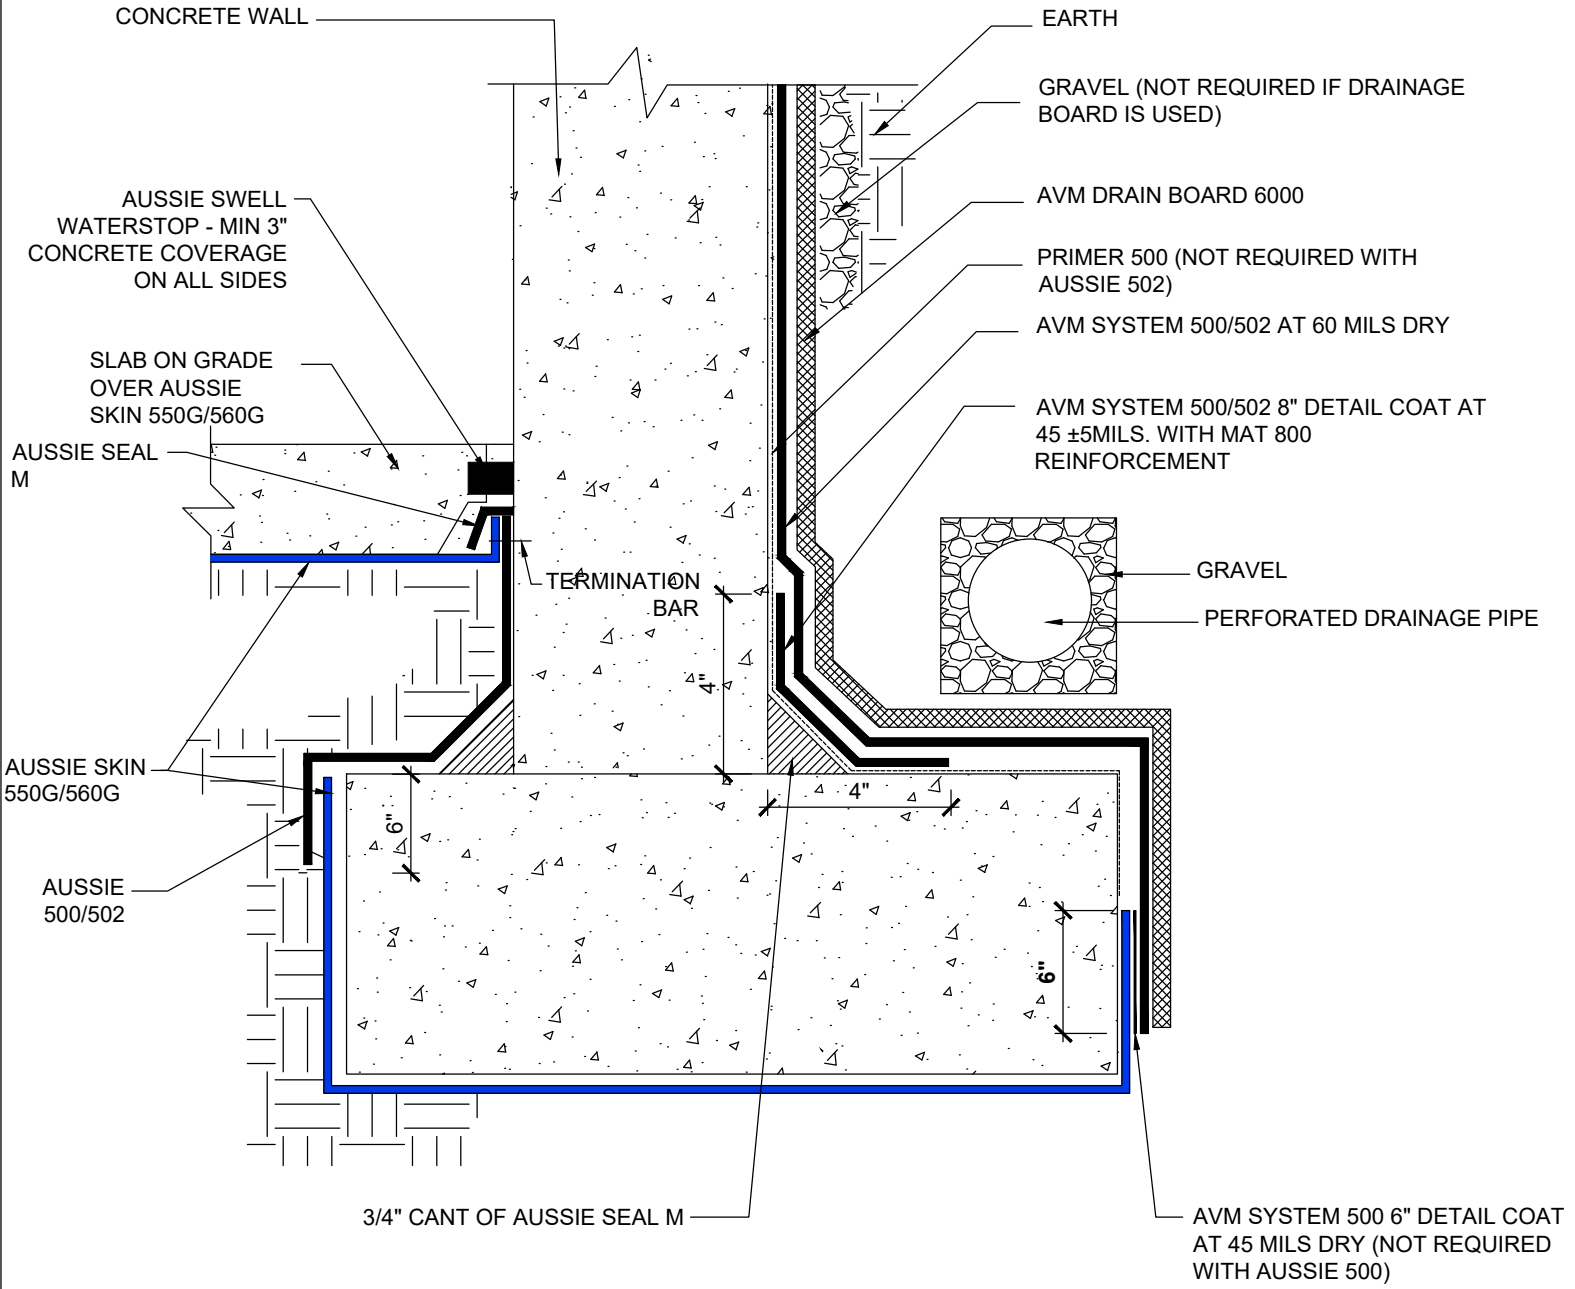 CONCRETE WALL
EARTH
GRAVEL (NOT REQUIRED IF DRAINAGE
BOARD IS USED)
AUSSIE SWELL
WATERSTOP - MIN 3"
CONCRETE COVERAGE
ON ALL SIDES
AVM DRAIN BOARD 6000
PRIMER 500 (NOT REQUIRED WITH
AUSSIE 502)
AVM SYSTEM 500/502 AT 60 MILS DRY
SLAB ON GRADE
OVER AUSSIE
SKIN 550G/560G
AVM SYSTEM 500/502 8" DETAIL COAT AT
45 ±5MILS. WITH MAT 800
REINFORCEMENT
AUSSIE SEAL
M
TERMINATION
BAR
GRAVEL
PERFORATED DRAINAGE PIPE
4"
AUSSIE SKIN
550G/560G
4"
6"
AUSSIE
500/502
6"
3/4" CANT OF AUSSIE SEAL M
AVM SYSTEM 500 6" DETAIL COAT
AT 45 MILS DRY (NOT REQUIRED
WITH AUSSIE 500)